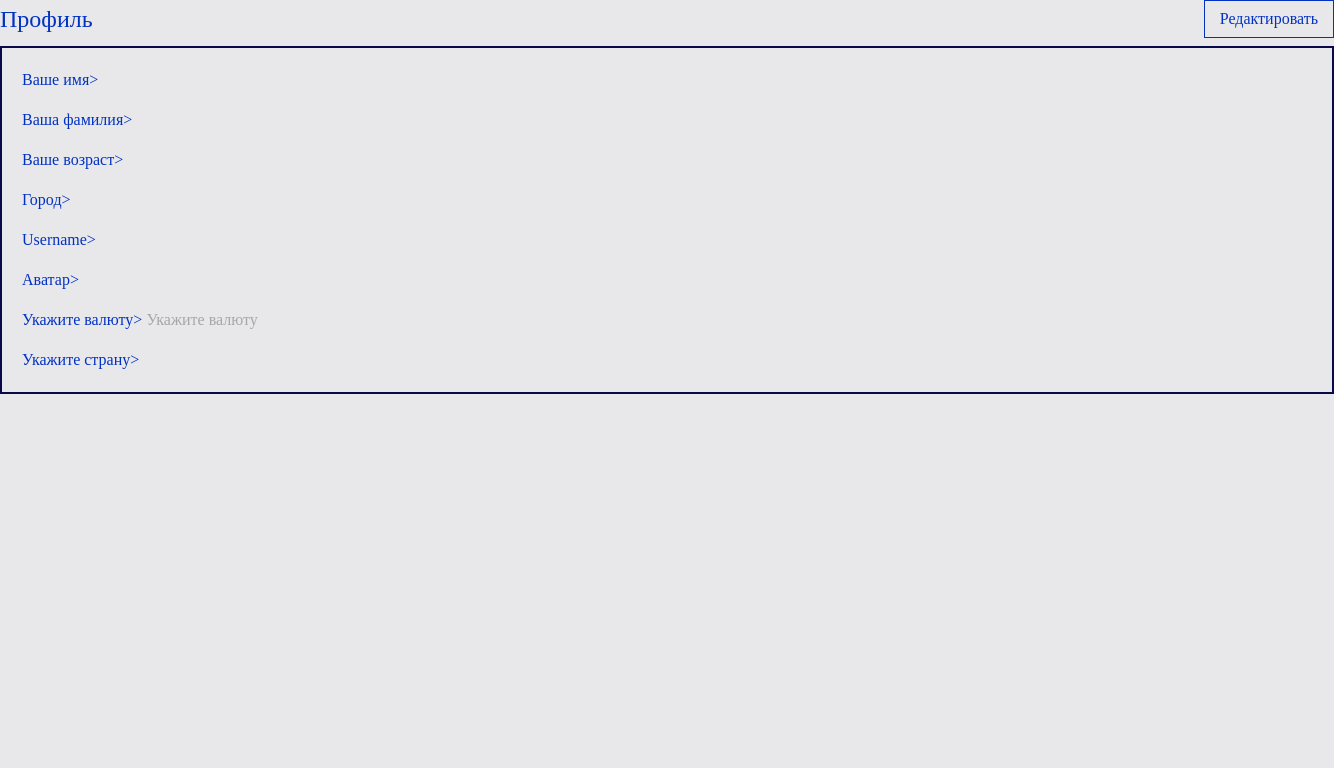 Профиль
Редактировать
Ваше имя>
Ваша фамилия>
Ваше возраст>
Город>
Username>
Аватар>
Укажите валюту> Укажите валюту
Укажите страну>